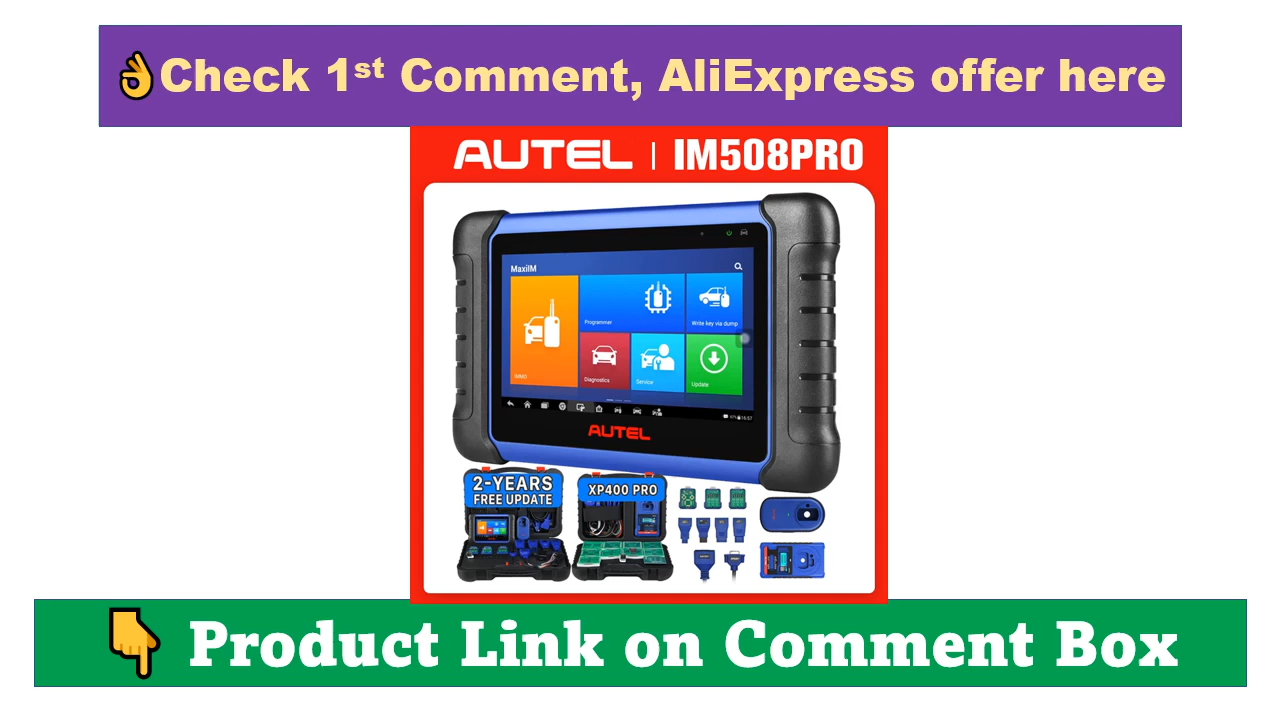 👌Check 1st Comment, AliExpress offer here
AUTEL | IM508PRO
MaxiIM
Programmer
Write key via dump
IMMO
Diagnostics
Service
Update
AUTEL
2-YEARS
FREE UPDATE
XP400 PRO
AUTEL
👇 Product Link on Comment Box